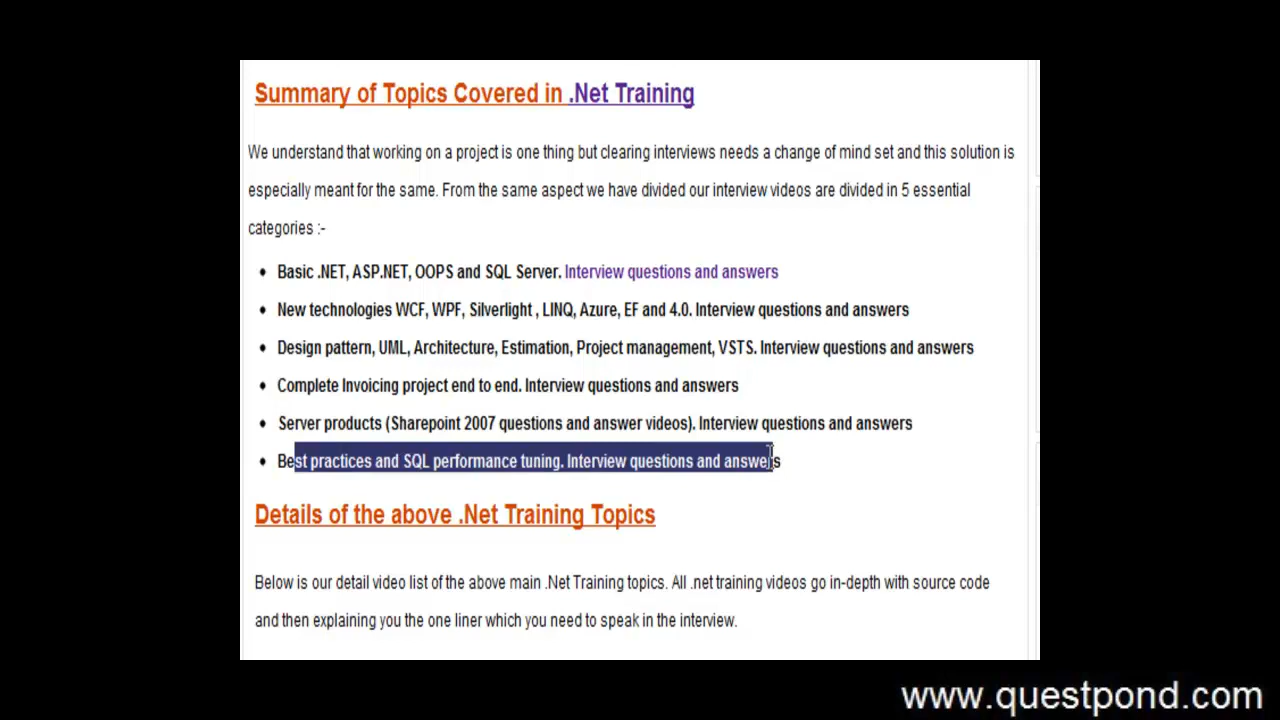 Summary of Topics Covered in .Net Training
We understand that working on a project is one thing but clearing interviews needs a change of mind set and this solution is
especially meant for the same. From the same aspect we have divided our interview videos are divided in 5 essential
categories :-
• Basic .NET, ASP.NET, OOPS and SQL Server. Interview questions and answers
• New technologies WCF, WPF, Silverlight , LINQ, Azure, EF and 4.0. Interview questions and answers
• Design pattern, UML, Architecture, Estimation, Project management, VSTS. Interview questions and answers
• Complete Invoicing project end to end. Interview questions and answers
• Server products (Sharepoint 2007 questions and answer videos). Interview questions and answers
• Best practices and SQL performance tuning. Interview questions and answers
Details of the above .Net Training Topics
Below is our detail video list of the above main .Net Training topics. All .net training videos go in-depth with source code
and then explaining you the one liner which you need to speak in the interview.
www.questpond.com